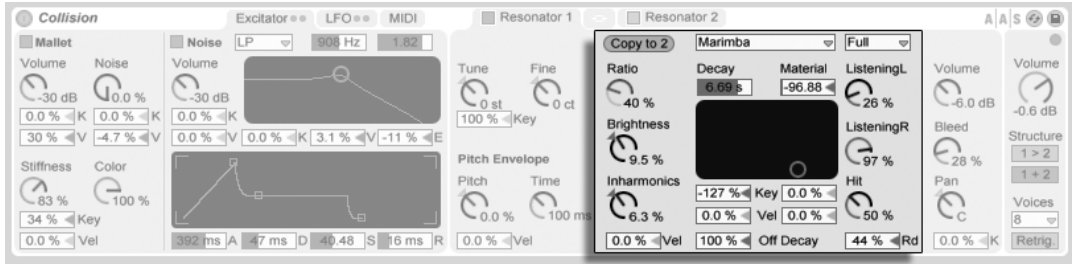 Collision Excitator LFO MIDI Resonator 1 Resonator 2 A A S
Mallet Noise LP 908 Hz 1.82 Copy to 2 Marimba Full
Volume Noise Volume Tune Fine Ratio Decay Material ListeningL Volume Volume
6.69 s -96.88
-30 dB 0.0 % -30 dB 0 st 0 ct 40 % 26 % -6.0 dB -0.6 dB
0.0 % K 0.0 % K 0.0 % K 100 % Key Brightness ListeningR Bleed Structure
30 % V -4.7 % V 0.0 % V 0.0 % K 3.1 % V -11 % E
Stiffness Color Pitch Envelope 9.5 % 97 % 28 % 1 > 2
Pitch Time Inharmonics Hit Pan 1 + 2
83 % 100 % -127 % Key 0.0 % Voices
34 % Key 0.0 % 100 ms 6.3 % 0.0 % Vel 0.0 % 50 % C 8
0.0 % Vel 392 ms A 47 ms D 40.48 S 16 ms R 0.0 % Vel 0.0 % Vel 100 % Off Decay 44 % Rd 0.0 % K Retrig.